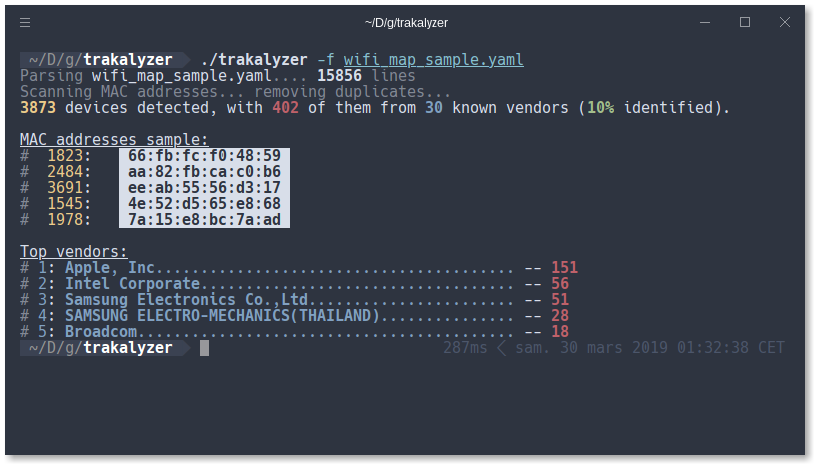 ~/D/g/trakalyzer
~/D/g/trakalyzer ./trakalyzer -f wifi_map_sample.yaml
Parsing wifi_map_sample.yaml.... 15856 lines
Scanning MAC addresses... removing duplicates...
3873 devices detected, with 402 of them from 30 known vendors (10% identified).
MAC addresses sample:
# 1823: 66:fb:fc:f0:48:59
# 2484: aa:82:fb:ca:c0:b6
# 3691: ee:ab:55:56:d3:17
# 1545: 4e:52:d5:65:e8:68
# 1978: 7a:15:e8:bc:7a:ad
Top vendors:
# 1: Apple, Inc........................................ -- 151
# 2: Intel Corporate................................... -- 56
# 3: Samsung Electronics Co.,Ltd....................... -- 51
# 4: SAMSUNG ELECTRO-MECHANICS(THAILAND)............... -- 28
# 5: Broadcom.......................................... -- 18
~/D/g/trakalyzer 287ms < sam. 30 mars 2019 01:32:38 CET